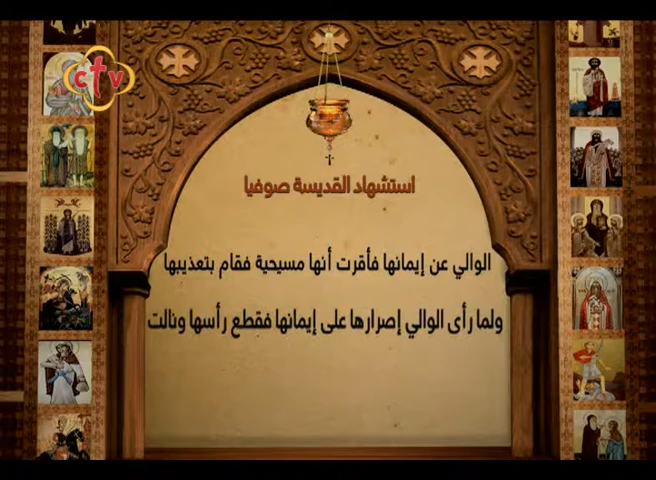 ctv
استشهاد القديسة صوفيا
الوالي عن إيمانها فأقرت أنها مسيحية فقام بتعذيبها
ولما رأى الوالي إصرارها على إيمانها فقطع رأسها ونالت